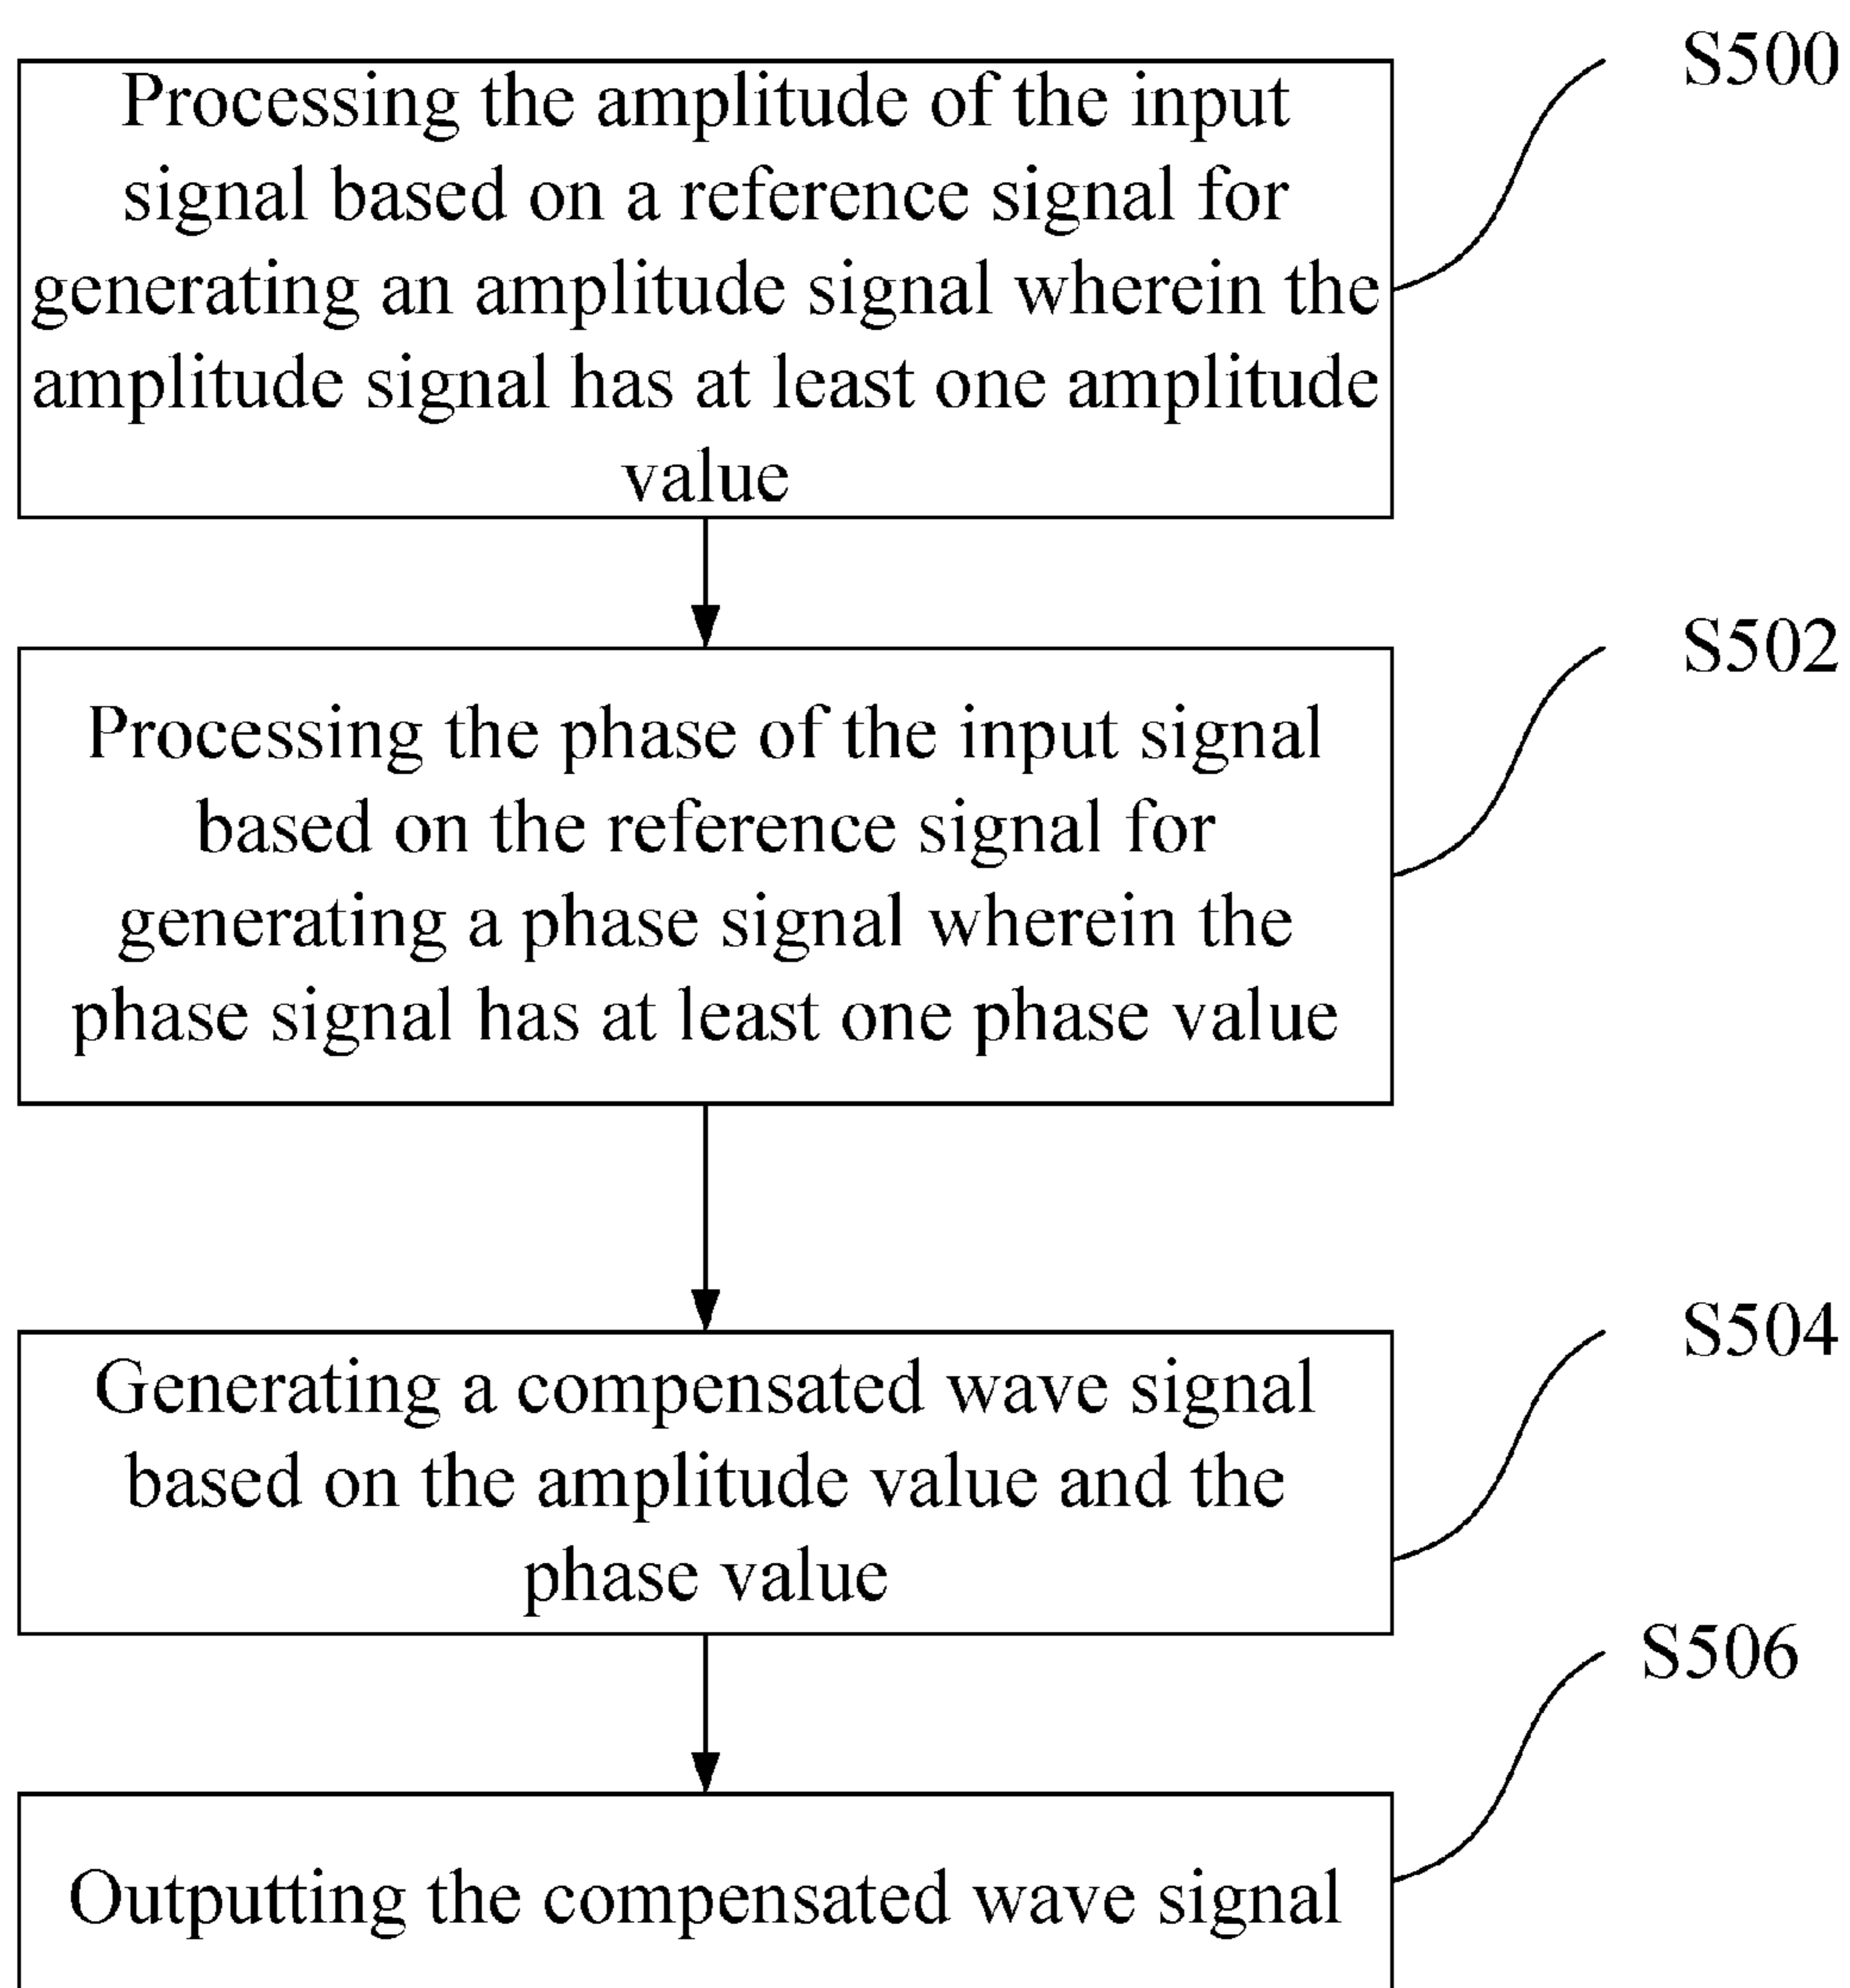 S500
Processing the amplitude of the input
signal based on a reference signal for
generating an amplitude signal wherein the
amplitude signal has at least one amplitude
value
S502
Processing the phase of the input signal
based on the reference signal for
generating a phase signal wherein the
phase signal has at least one phase value
S504
Generating a compensated wave signal
based on the amplitude value and the
phase value
S506
Outputting the compensated wave signal